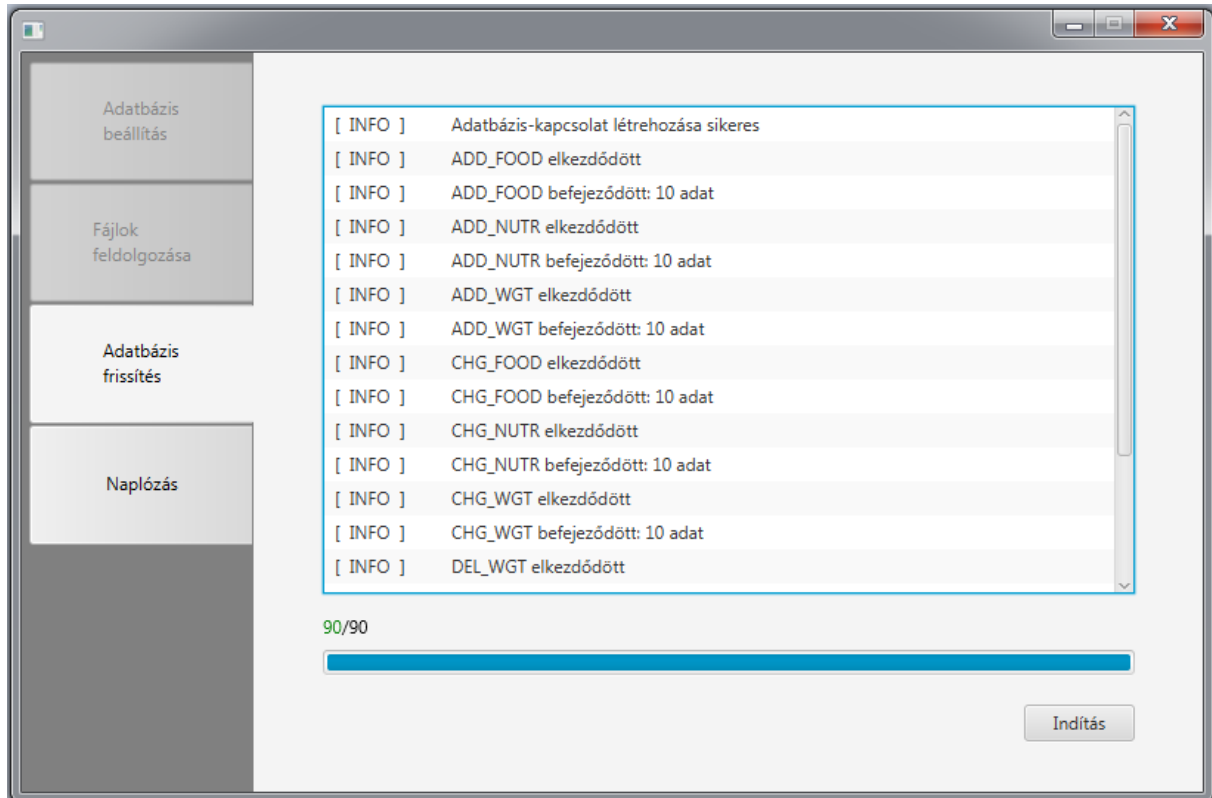 Adatbázis
beállítás
Fájlok
feldolgozása
Adatbázis
frissítés
Naplózás
[ INFO ] Adatbázis-kapcsolat létrehozása sikeres
[ INFO ] ADD_FOOD elkezdődött
[ INFO ] ADD_FOOD befejeződött: 10 adat
[ INFO ] ADD_NUTR elkezdődött
[ INFO ] ADD_NUTR befejeződött: 10 adat
[ INFO ] ADD_WGT elkezdődött
[ INFO ] ADD_WGT befejeződött: 10 adat
[ INFO ] CHG_FOOD elkezdődött
[ INFO ] CHG_FOOD befejeződött: 10 adat
[ INFO ] CHG_NUTR elkezdődött
[ INFO ] CHG_NUTR befejeződött: 10 adat
[ INFO ] CHG_WGT elkezdődött
[ INFO ] CHG_WGT befejeződött: 10 adat
[ INFO ] DEL_WGT elkezdődött
90/90
Indítás